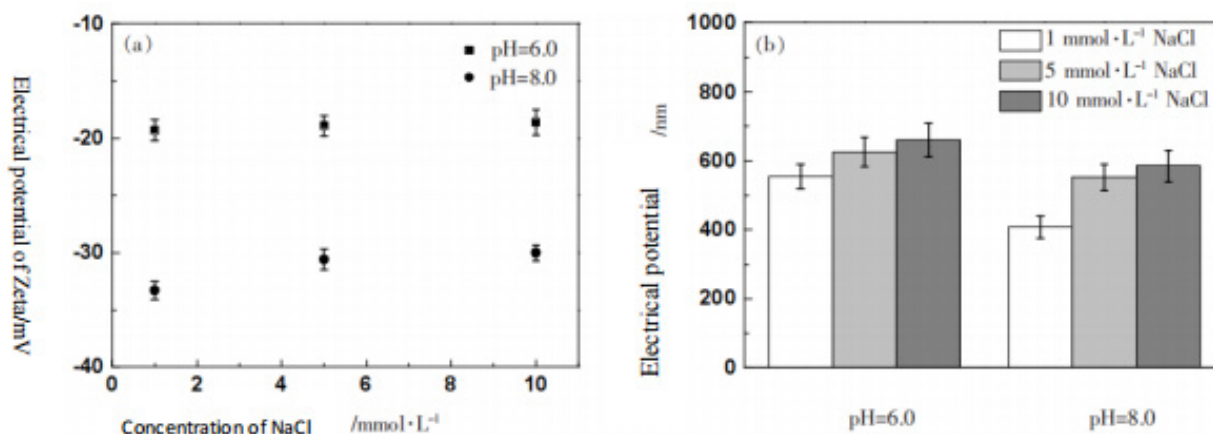 (a)
pH=6.0
pH=8.0
-10
-20
-30
-40
0
2
4
6
8
10
Electrical potential of Zeta/mV
Concentration of NaCl /mmol·L⁻¹
(b)
1 mmol·L⁻¹ NaCl
5 mmol·L⁻¹ NaCl
10 mmol·L⁻¹ NaCl
1000
800
600
400
200
0
Electrical potential /nm
pH=6.0
pH=8.0